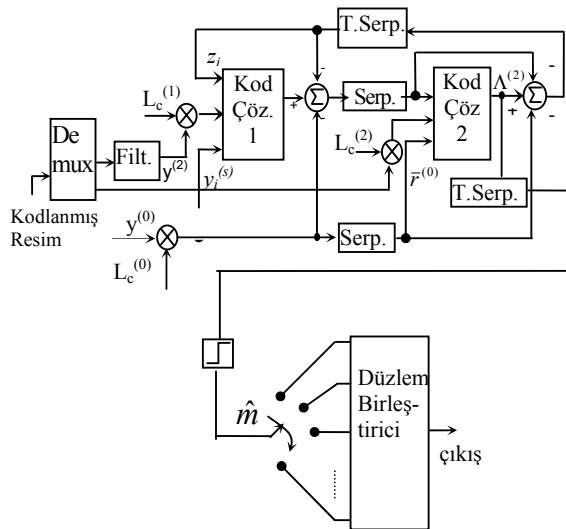 T.Serp.
-
-
z_i
Kod
Çöz.
1
L_c^(1)
+
Σ
-
Serp.
Kod
Çöz
2
Λ^(2)
+
Σ
-
De
mux
Filt.
y^(2)
L_c^(2)
y_i^(s)
r̅^(0)
T.Serp.
Kodlanmış
Resim
y^(0)
Serp.
L_c^(0)
m̂
Düzlem
Birleş-
tirici
çıkış